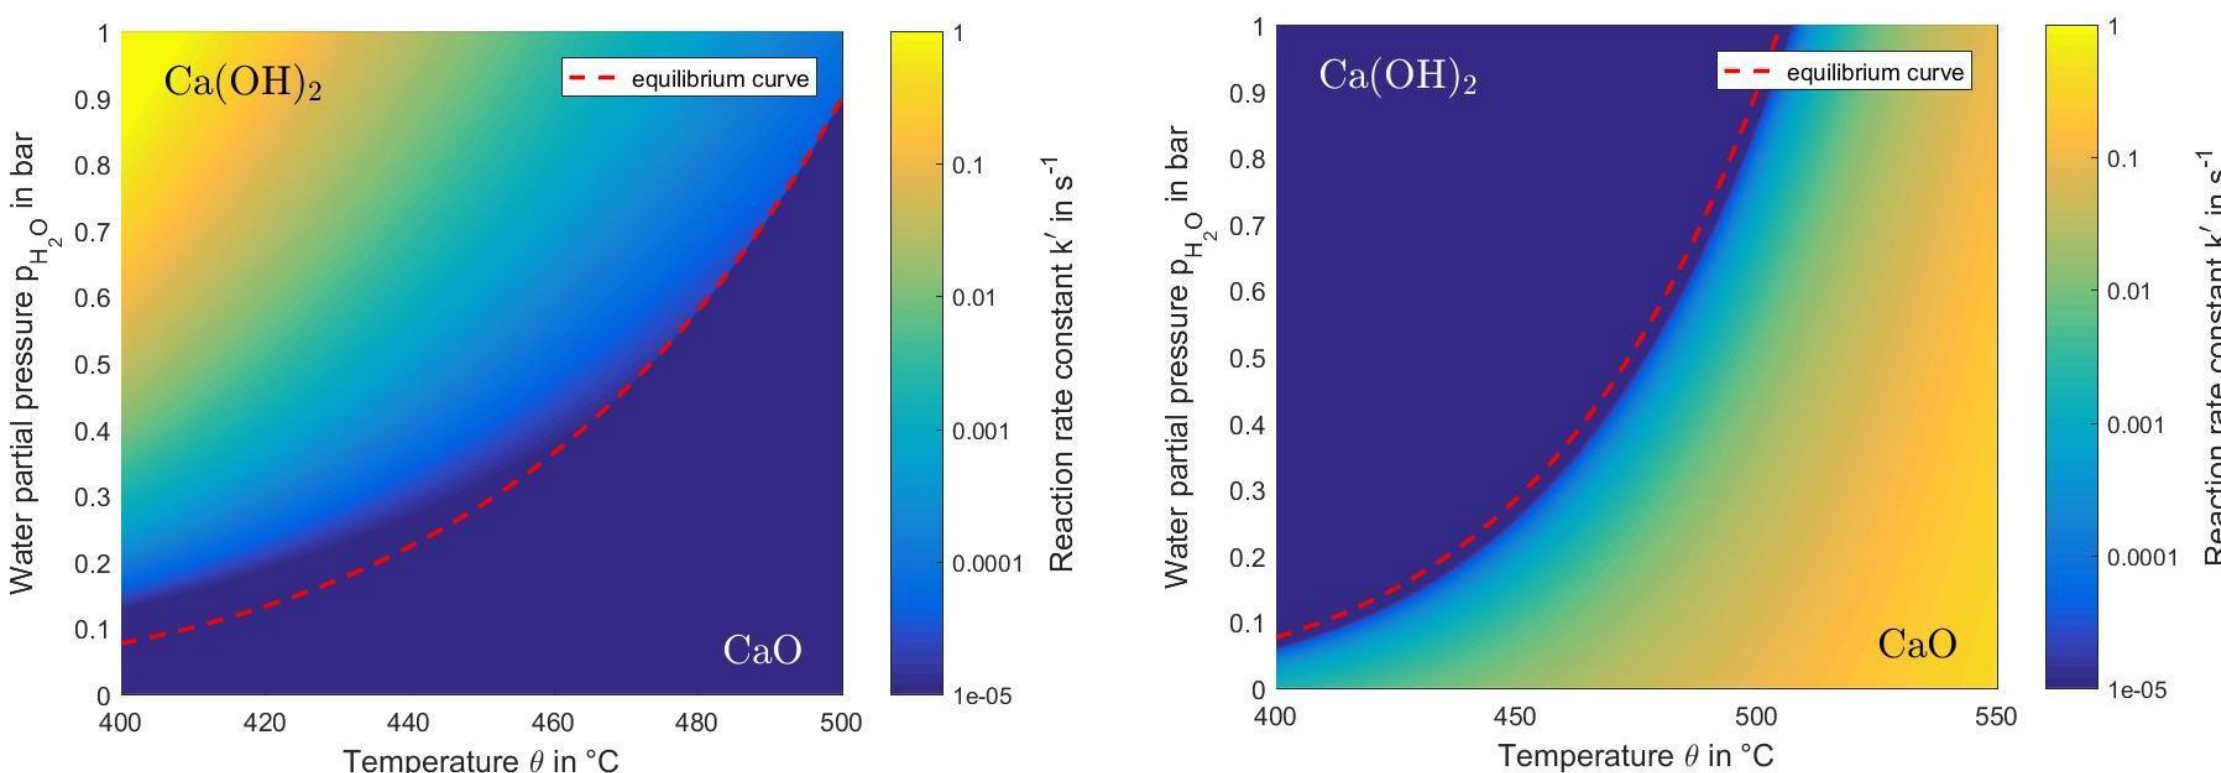 1
0.9
0.8
0.7
0.6
0.5
0.4
0.3
0.2
0.1
0
Water partial pressure p_H₂O in bar
Ca(OH)₂
equilibrium curve
CaO
400 420 440 460 480 500
Temperature θ in °C
1
0.1
0.01
0.001
0.0001
1e-05
Reaction rate constant k′ in s⁻¹
1
0.9
0.8
0.7
0.6
0.5
0.4
0.3
0.2
0.1
0
Water partial pressure p_H₂O in bar
Ca(OH)₂
equilibrium curve
CaO
400 450 500 550
Temperature θ in °C
1
0.1
0.01
0.001
0.0001
1e-05
Reaction rate constant k′ in s⁻¹